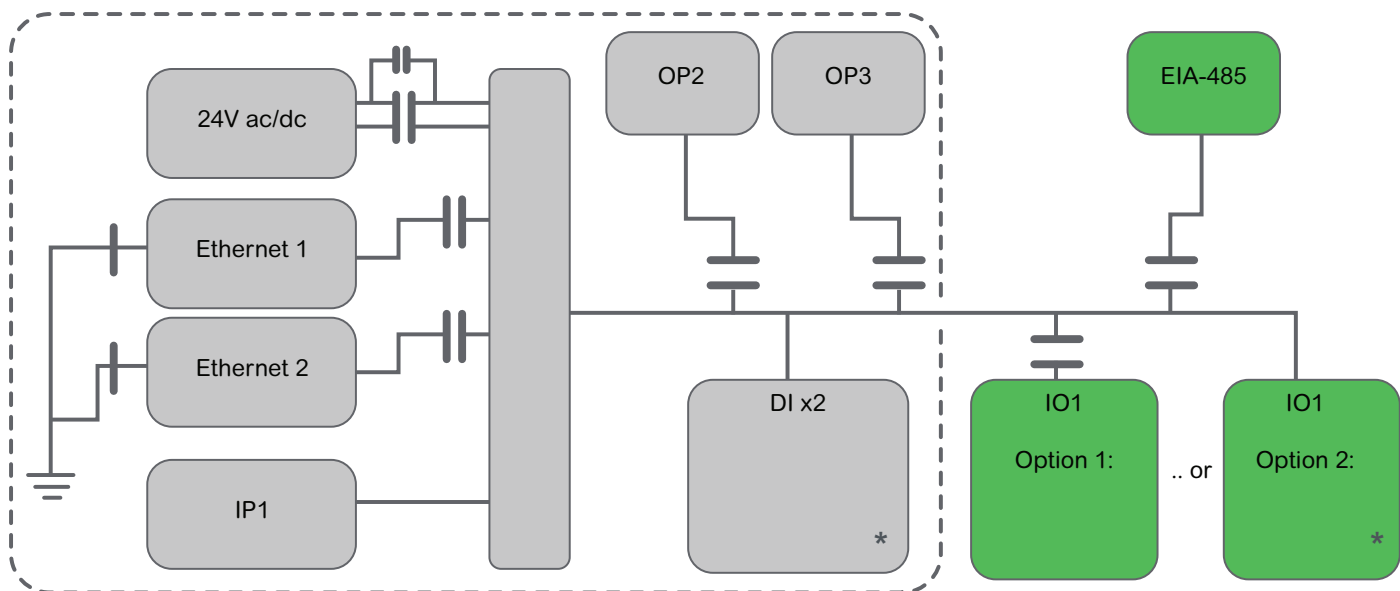 OP2
OP3
EIA-485
24V ac/dc
Ethernet 1
Ethernet 2
DI x2
IO1
IO1
Option 1:
.. or
Option 2:
IP1
*
*